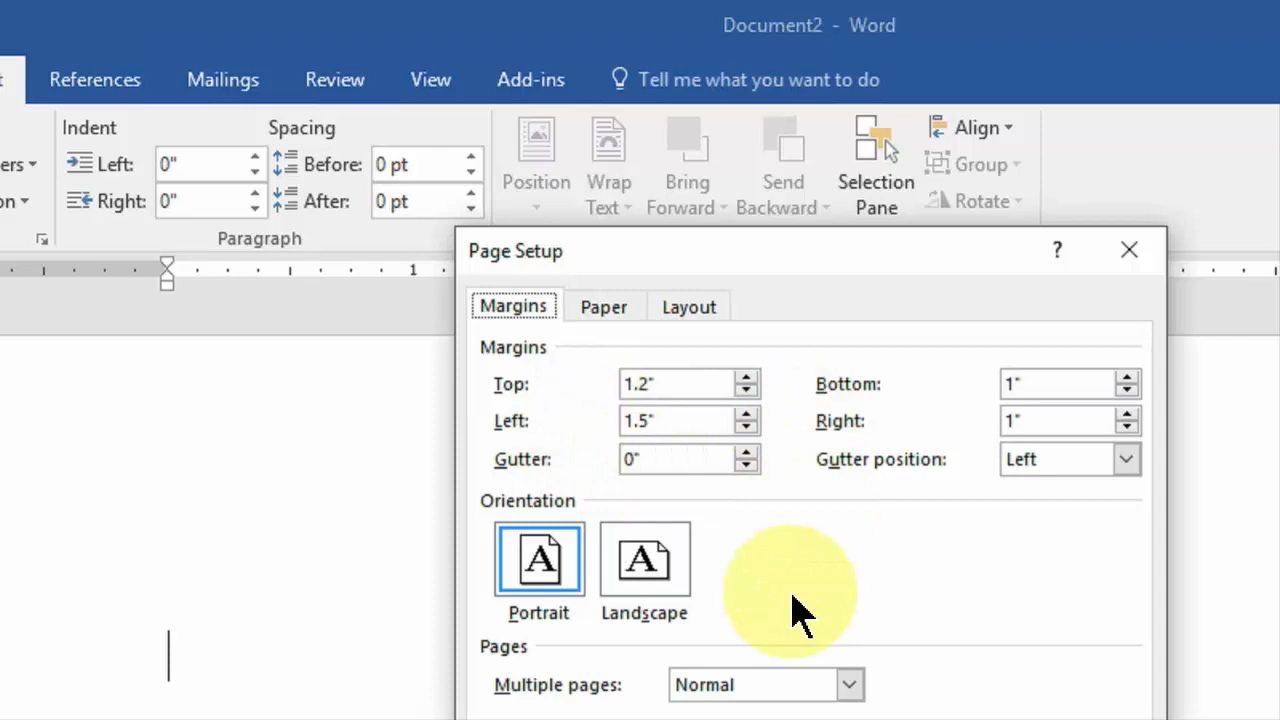 Document2 - Word
t References Mailings Review View Add-ins Tell me what you want to do
Indent Spacing
ers Left: 0" Before: 0 pt
on Right: 0" After: 0 pt
Paragraph
Position Wrap Text Bring Forward Send Backward Selection Pane
Align
Group
Rotate
1
Page Setup ?
Margins Paper Layout
Margins
Top: 1.2" Bottom: 1"
Left: 1.5" Right: 1"
Gutter: 0" Gutter position: Left
Orientation
A A
Portrait Landscape
Pages
Multiple pages: Normal